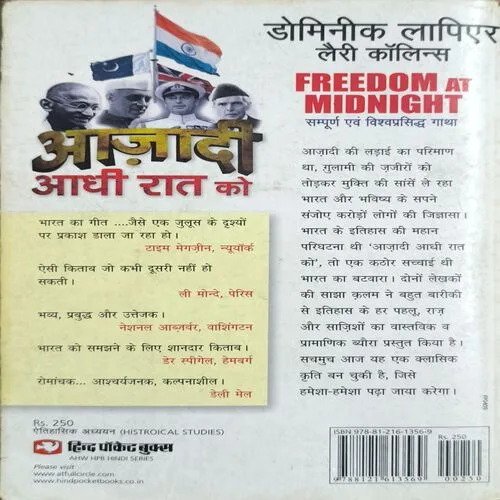 डोमिनीक लापिएर
लैरी कॉलिन्स
FREEDOM AT
MIDNIGHT
सम्पूर्ण एवं विश्वप्रसिद्ध गाथा
आज़ादी
आधी रात को
भारत का गीत ....जैसे एक जुलूस के दृश्यों
पर प्रकाश डाला जा रहा हो।
टाइम मेगज़ीन, न्यूयॉर्क
ऐसी किताब जो कभी दूसरी नहीं हो
सकती।
ली मोन्दे, पेरिस
भव्य, प्रबुद्ध और उत्तेजक।
नेशनल आब्ज़र्वर, वाशिंगटन
भारत को समझने के लिए शानदार किताब।
डेर स्पीगेल, हेमबर्ग
रोमांचक... आश्चर्यजनक, कल्पनाशील।
डेली मेल
आज़ादी की लड़ाई का परिणाम
था, गुलामी की ज़जीरों को
तोड़कर मुक्ति की सांसें ले रहा
भारत और भविष्य के सपने
संजोए करोड़ों लोगों की जिज्ञासा।
भारत के इतिहास की महान
परिघटना थी 'आज़ादी आधी रात
को', तो एक कठोर सच्चाई थी
भारत का बटवारा। दोनों लेखकों
की साझा क़लम ने बहुत बारीकी
से इतिहास के हर पहलू, राज़
और साज़िशों का वास्तविक व
प्रामाणिक ब्यौरा प्रस्तुत किया है।
सचमुच आज यह एक क्लासिक
कृति बन चुकी है, जिसे
हमेशा-हमेशा पढ़ा जाया करेगा।
Rs. 250
ऐतिहासिक अध्ययन (HISTROICAL STUDIES)
हिन्द पॉकेट बुक्स
AHW HPB HINDI SERIES
Please visit
www.atfullcircle.com
www.hindpocketbooks.co.in
ISBN 978-81-216-1356-9
Rs. 250
9788121613569
00250